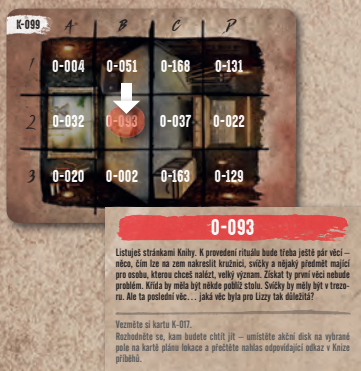 K-099 A B C D
1 0-004 0-051 0-168 0-131
2 0-032 0-093 0-037 0-022
3 0-020 0-002 0-163 0-129
0-093
Listuješ stránkami Knihy. K provedení rituálu bude třeba ještě pár věcí –
něco, čím lze na zem nakreslit kružnici, svíčky a nějaký předmět mající
pro osobu, kterou chceš nalézt, velký význam. Získat ty první věci nebude
problém. Křída by měla být někde poblíž stolu. Svíčky by měly být v trezo-
ru. Ale ta poslední věc... jaká věc byla pro Lizzy tak důležitá?
Vezměte si kartu K-017.
Rozhodněte se, kam budete chtít jít – umístěte akční disk na vybrané
pole na kartě plánu lokace a přečtěte nahlas odpovídající odkaz v Knize
příběhů.